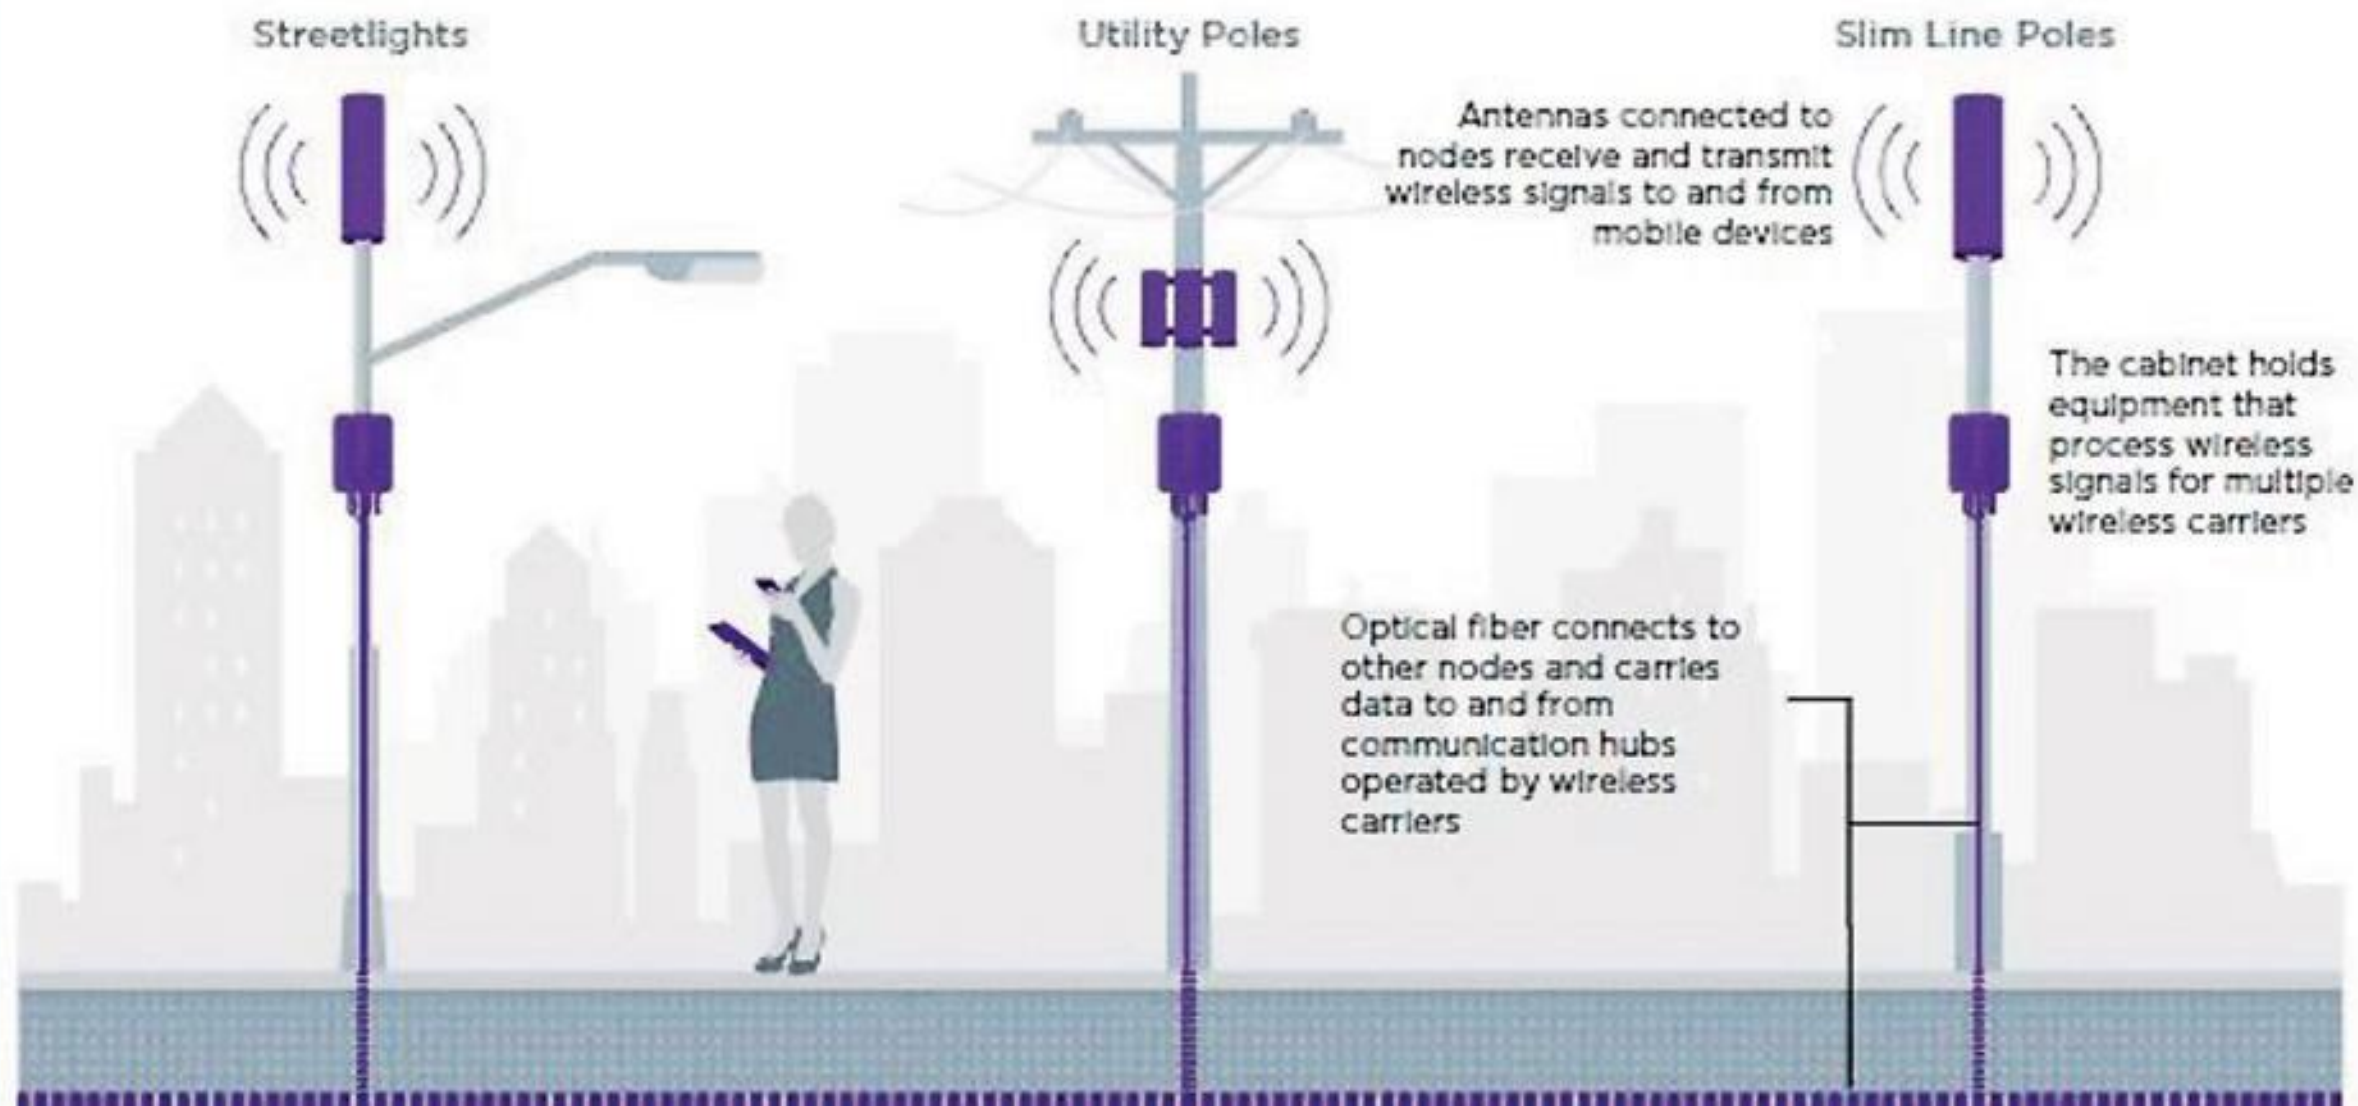 Streetlights
Utility Poles
Slim Line Poles
Antennas connected to
nodes receive and transmit
wireless signals to and from
mobile devices
The cabinet holds
equipment that
process wireless
signals for multiple
wireless carriers
Optical fiber connects to
other nodes and carries
data to and from
communication hubs
operated by wireless
carriers